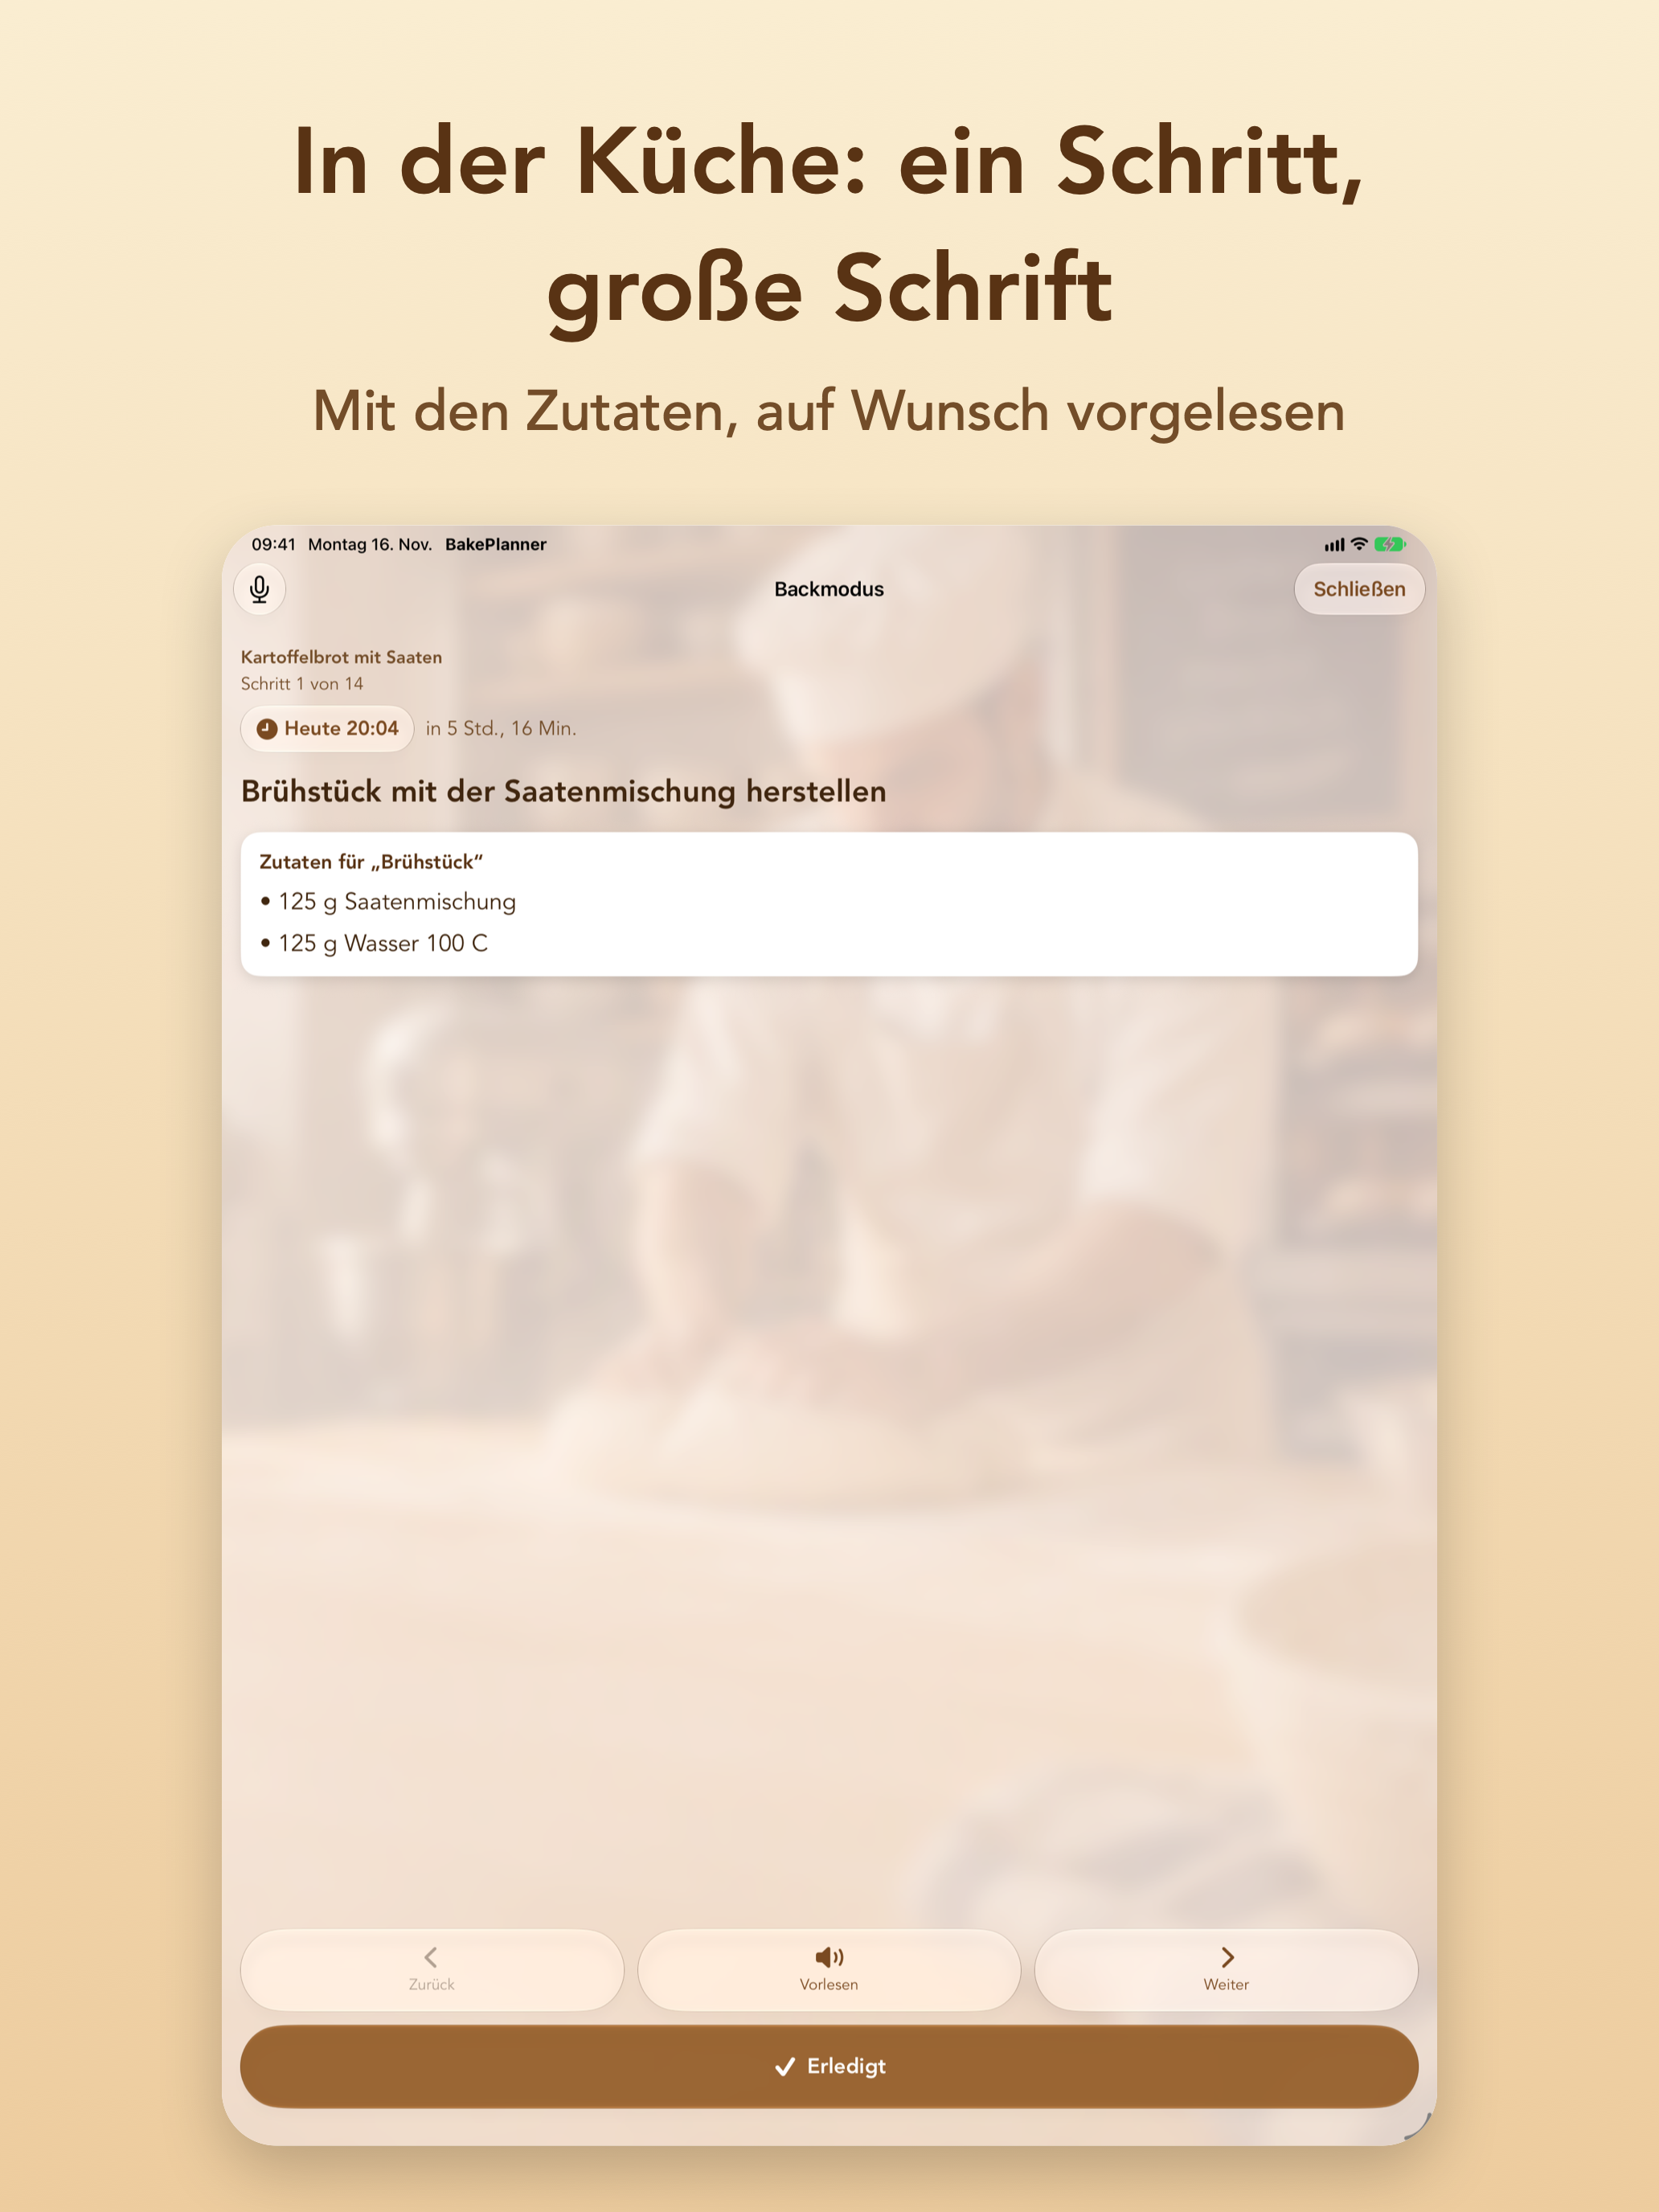 In der Küche: ein Schritt,
große Schrift
Mit den Zutaten, auf Wunsch vorgelesen
09:41 Montag 16. Nov. BakePlanner
Backmodus
Schließen
Kartoffelbrot mit Saaten
Schritt 1 von 14
Heute 20:04 in 5 Std., 16 Min.
Brühstück mit der Saatenmischung herstellen
Zutaten für „Brühstück“
• 125 g Saatenmischung
• 125 g Wasser 100 C
Zurück
Vorlesen
Weiter
Erledigt